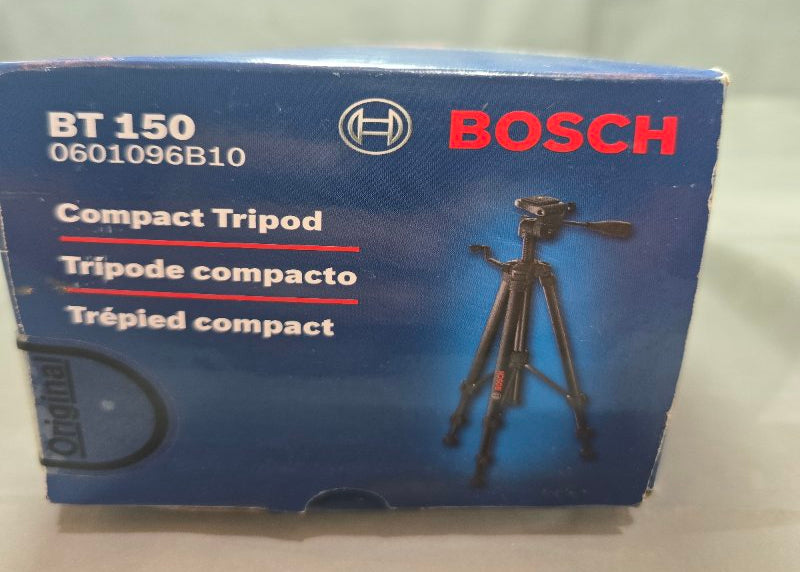 BT 150
0601096B10
BOSCH
Compact Tripod
Trípode compacto
Trépied compact
BOSCH
Original